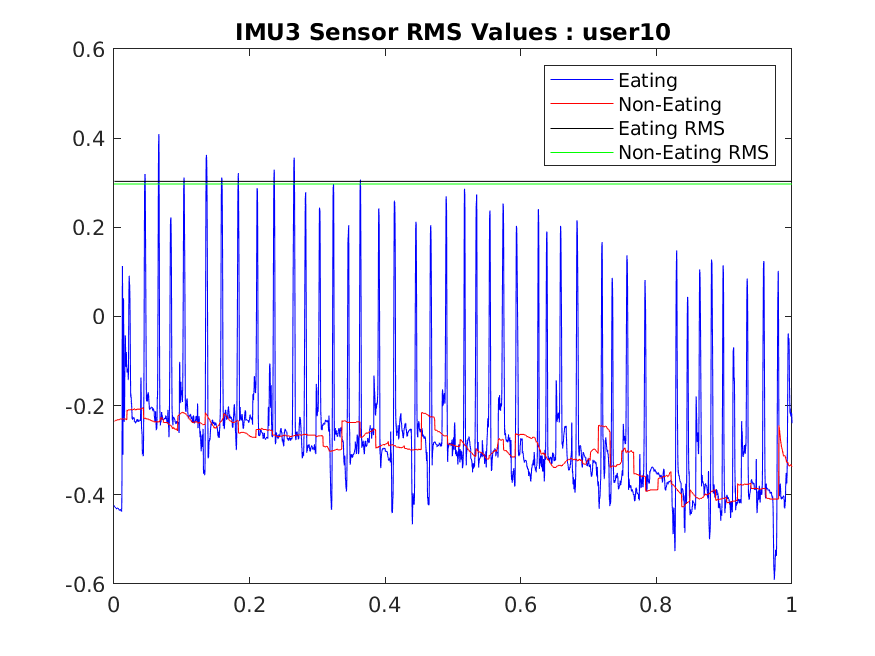 IMU3 Sensor RMS Values : user10
0.6
0.4
0.2
0
-0.2
-0.4
-0.6
0
0.2
0.4
0.6
0.8
1
Eating
Non-Eating
Eating RMS
Non-Eating RMS